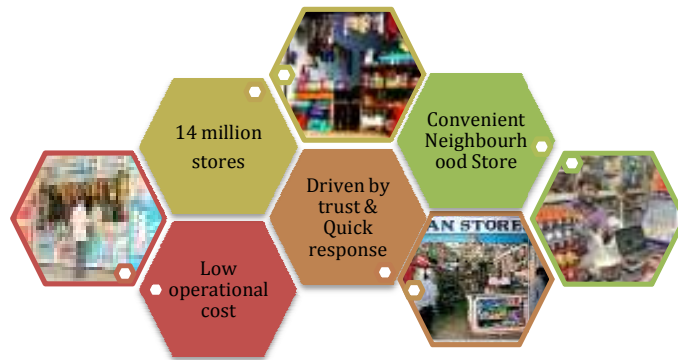 14 million
stores
Convenient
Neighbourh
ood Store
Driven by
trust &
Quick
response
AN STORE
Low
operational
cost